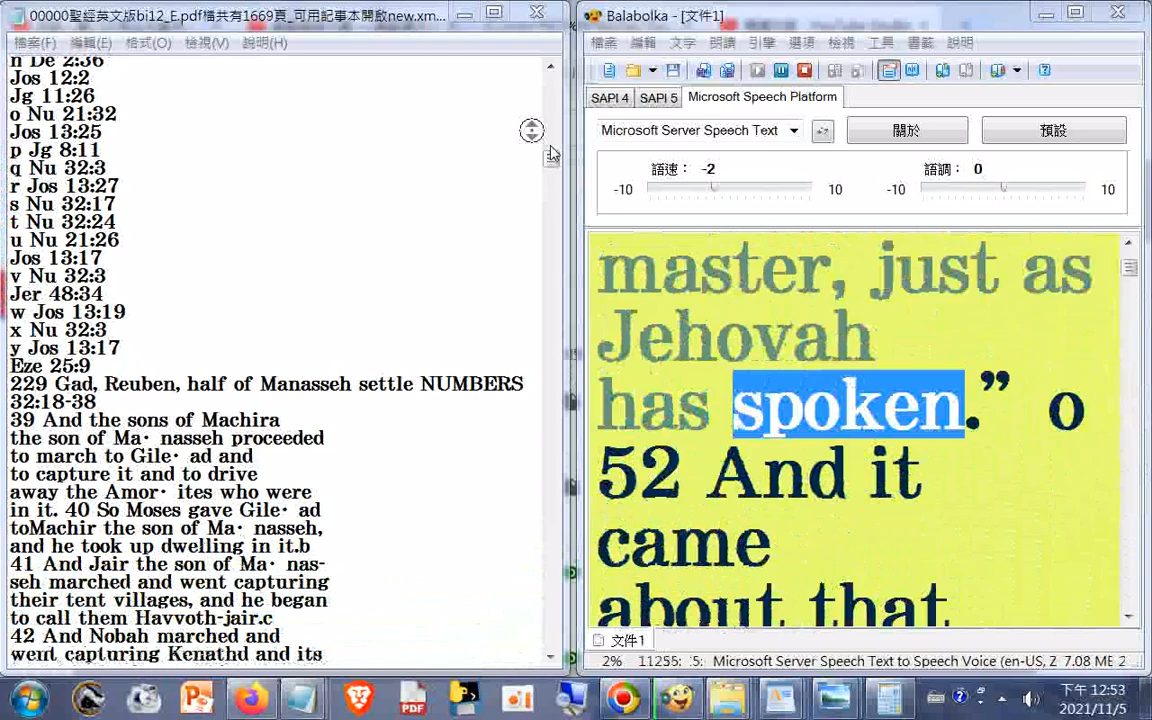 00000聖經英文版bi12_E.pdf檔共有1669頁_可用記事本開啟new.xm...
檔案(F) 編輯(E) 格式(O) 檢視(V) 說明(H)
n De 2:36
Jos 12:2
Jg 11:26
o Nu 21:32
Jos 13:25
p Jg 8:11
q Nu 32:3
r Jos 13:27
s Nu 32:17
t Nu 32:24
u Nu 21:26
Jos 13:17
v Nu 32:3
Jer 48:34
w Jos 13:19
x Nu 32:3
y Jos 13:17
Eze 25:9
229 Gad, Reuben, half of Manasseh settle NUMBERS
32:18-38
39 And the sons of Machira
the son of Ma· nasseh proceeded
to march to Gile· ad and
to capture it and to drive
away the Amor· ites who were
in it. 40 So Moses gave Gile· ad
toMachir the son of Ma· nasseh,
and he took up dwelling in it.b
41 And Jair the son of Ma· nas-
seh marched and went capturing
their tent villages, and he began
to call them Havvoth-jair.c
42 And Nobah marched and
went capturing Kenathd and its
Balabolka - [文件1]
檔案 編輯 文字 朗讀 引擎 選項 檢視 工具 書籤 說明
SAPI 4 SAPI 5 Microsoft Speech Platform
Microsoft Server Speech Text 關於 預設
語速： -2 語調： 0
-10 10 -10 10
master, just as
Jehovah
has spoken.” o
52 And it
came
about that
文件1
2% 11255: 5: Microsoft Server Speech Text to Speech Voice (en-US, Z 7.08 ME 2
PDF
下午 12:53
2021/11/5